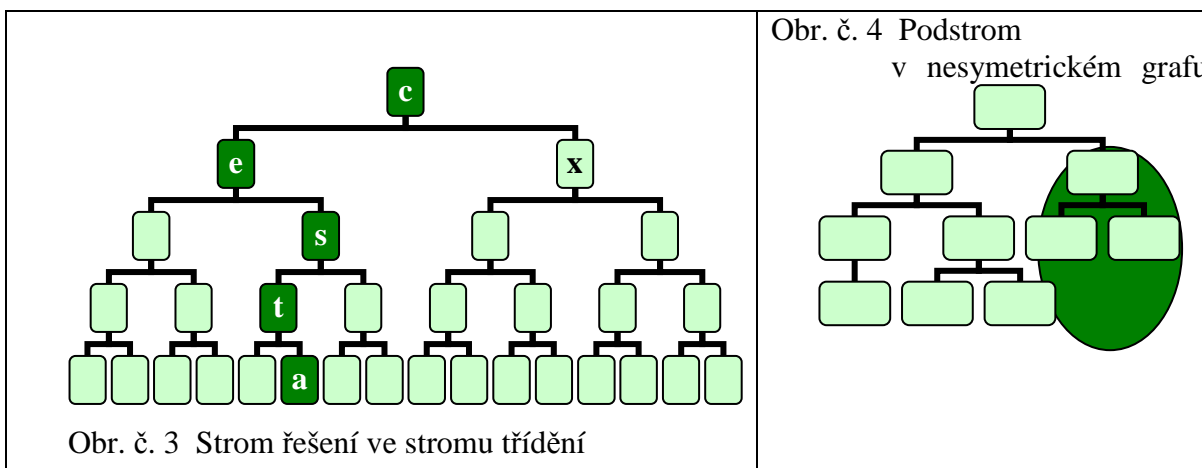 Obr. č. 4 Podstrom
v nesymetrickém grafu
c
e x
s
t
a
Obr. č. 3 Strom řešení ve stromu třídění